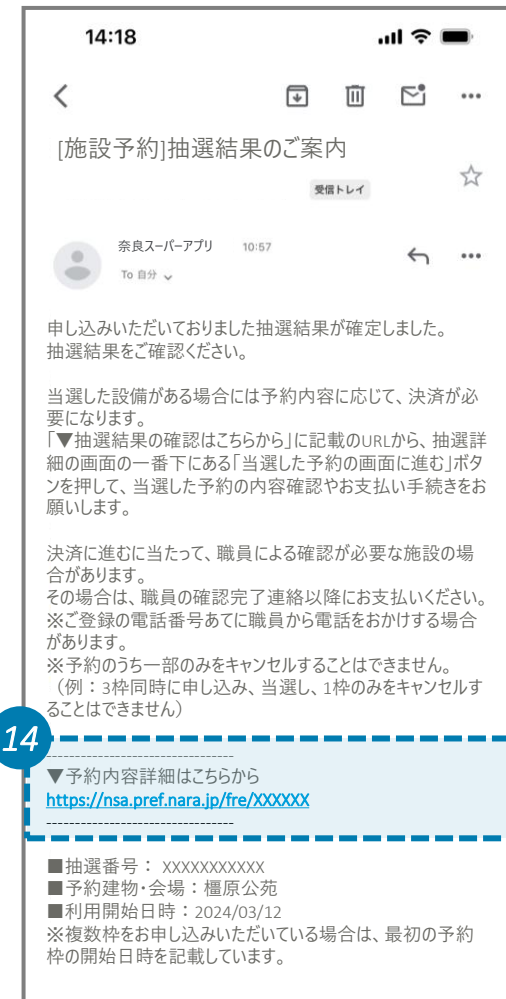 14:18
[施設予約]抽選結果のご案内
受信トレイ
奈良スーパーアプリ 10:57
To 自分
申し込みいただいておりました抽選結果が確定しました。
抽選結果をご確認ください。
当選した設備がある場合には予約内容に応じて、決済が必
要になります。
「▼抽選結果の確認はこちらから」に記載のURLから、抽選詳
細の画面の一番下にある「当選した予約の画面に進む」ボタ
ンを押して、当選した予約の内容確認やお支払い手続きをお
願いします。
決済に進むに当たって、職員による確認が必要な施設の場
合があります。
その場合は、職員の確認完了連絡以降にお支払いください。
※ご登録の電話番号あてに職員から電話をおかけする場合
があります。
※予約のうち一部のみをキャンセルすることはできません。
（例：3枠同時に申し込み、当選し、1枠のみをキャンセルす
ることはできません）
14
--------------------------------
▼予約内容詳細はこちらから
https://nsa.pref.nara.jp/fre/XXXXXX
--------------------------------
■抽選番号： XXXXXXXXXXX
■予約建物・会場：橿原公苑
■利用開始日時：2024/03/12
※複数枠をお申し込みいただいている場合は、最初の予約
枠の開始日時を記載しています。